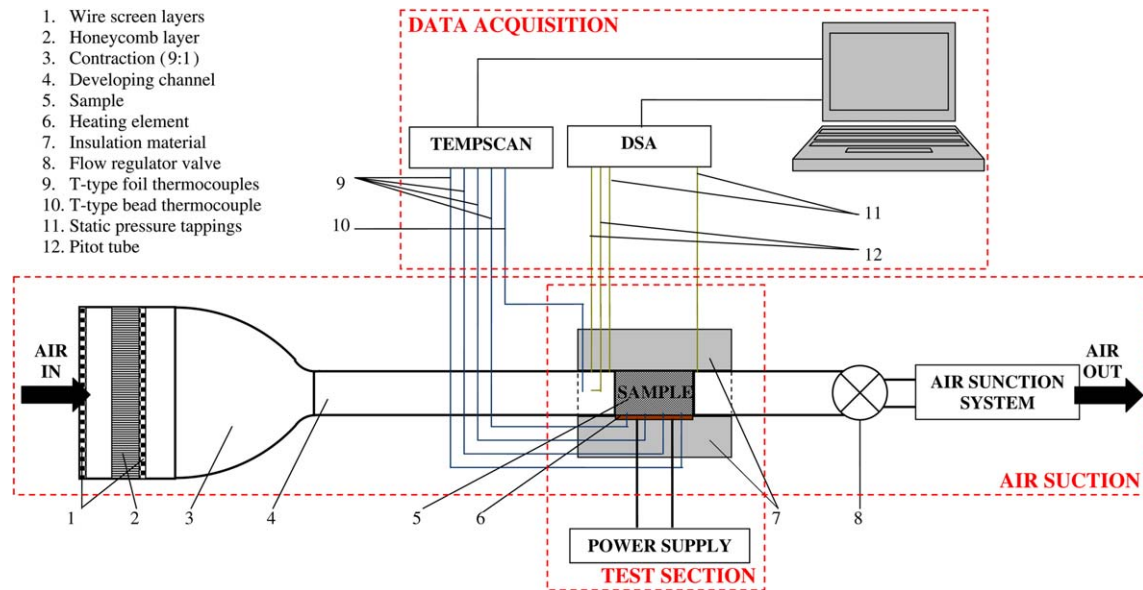 1. Wire screen layers
2. Honeycomb layer
3. Contraction (9:1)
4. Developing channel
5. Sample
6. Heating element
7. Insulation material
8. Flow regulator valve
9. T-type foil thermocouples
10. T-type bead thermocouple
11. Static pressure tappings
12. Pitot tube
DATA ACQUISITION
TEMPSCAN
DSA
9
10
11
12
AIR
IN
SAMPLE
AIR SUNCTION
SYSTEM
AIR
OUT
AIR SUCTION
1
2
3
4
5
6
7
8
POWER SUPPLY
TEST SECTION